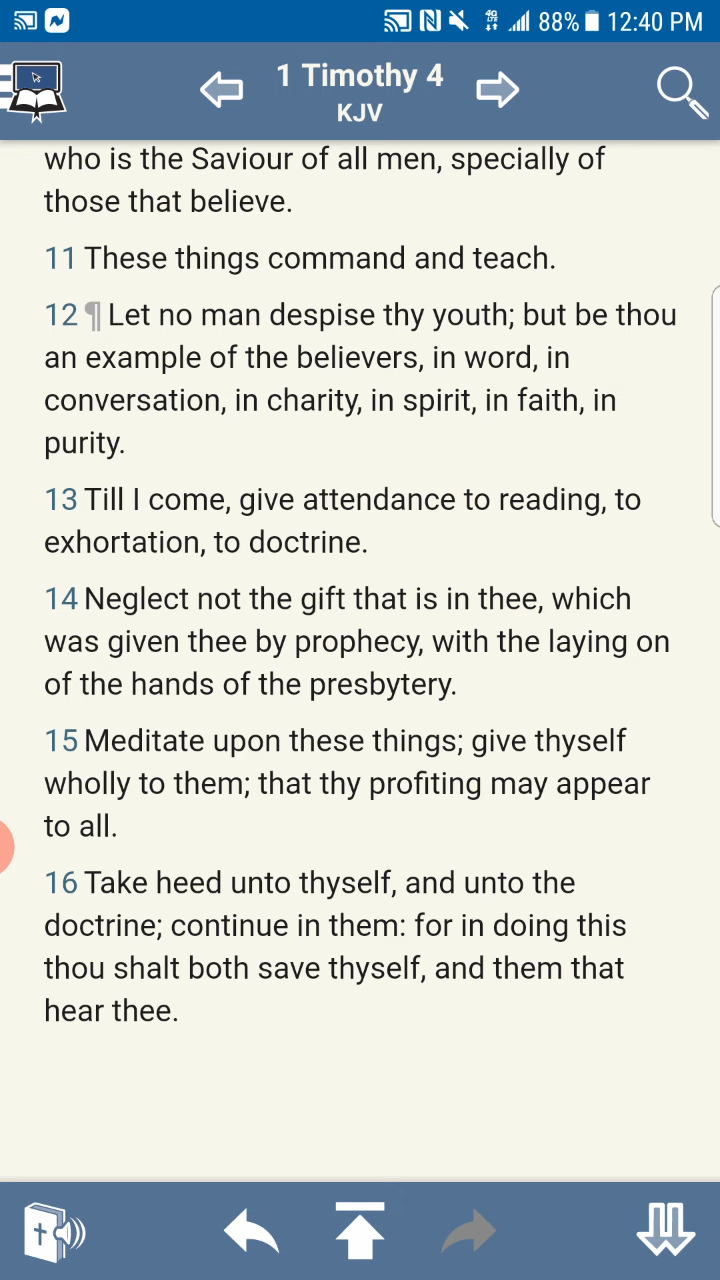 88% 12:40 PM
1 Timothy 4
KJV
who is the Saviour of all men, specially of
those that believe.
11 These things command and teach.
12 ¶ Let no man despise thy youth; but be thou
an example of the believers, in word, in
conversation, in charity, in spirit, in faith, in
purity.
13 Till I come, give attendance to reading, to
exhortation, to doctrine.
14 Neglect not the gift that is in thee, which
was given thee by prophecy, with the laying on
of the hands of the presbytery.
15 Meditate upon these things; give thyself
wholly to them; that thy profiting may appear
to all.
16 Take heed unto thyself, and unto the
doctrine; continue in them: for in doing this
thou shalt both save thyself, and them that
hear thee.